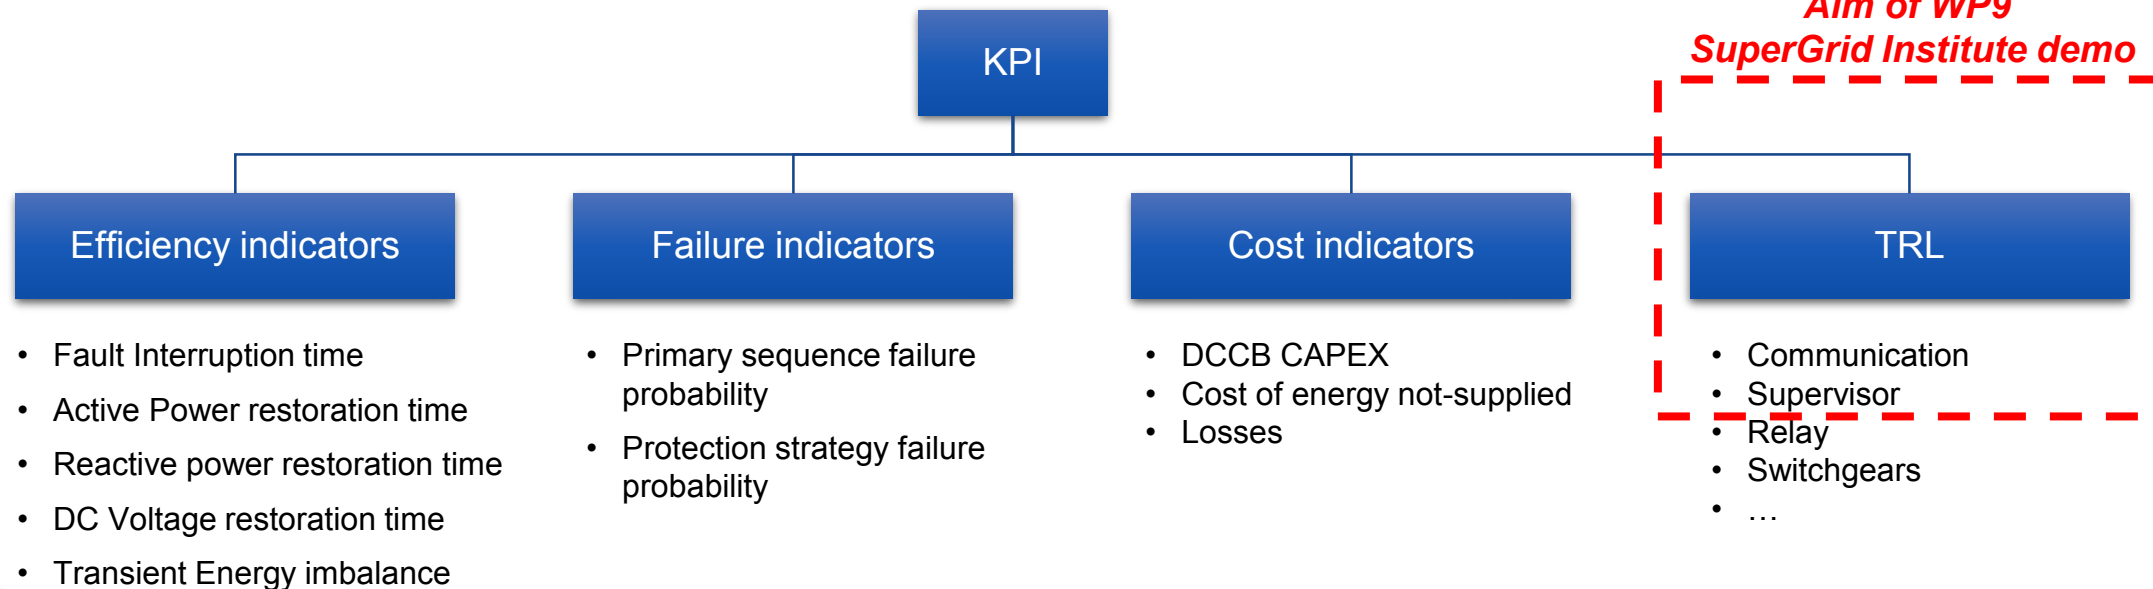 Aim of WP9
SuperGrid Institute demo
KPI
Efficiency indicators
Failure indicators
Cost indicators
TRL
• Fault Interruption time
• Active Power restoration time
• Reactive power restoration time
• DC Voltage restoration time
• Transient Energy imbalance
• Primary sequence failure
probability
• Protection strategy failure
probability
• DCCB CAPEX
• Cost of energy not-supplied
• Losses
• Communication
• Supervisor
• Relay
• Switchgears
• …